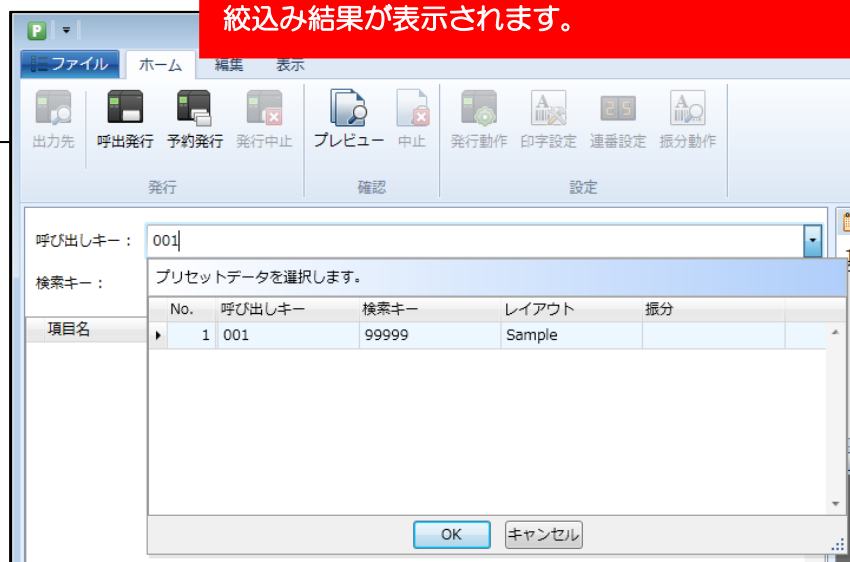 絞込み結果が表示されます。
P
ファイル ホーム 編集 表示
出力先 呼出発行 予約発行 発行中止 プレビュー 中止 発行動作 印字設定 連番設定 振分動作
発行 確認 設定
呼び出しキー： 001
検索キー：
プリセットデータを選択します。
項目名
No. 呼び出しキー 検索キー レイアウト 振分
1 001 99999 Sample
OK キャンセル